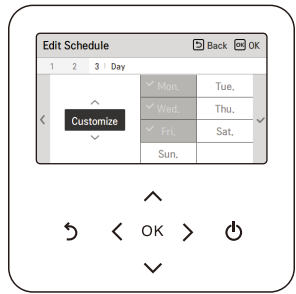 Edit Schedule Back OK OK
1 2 3 Day
Mon. Tue.
Wed. Thu.
Customize
Fri. Sat.
Sun.
OK